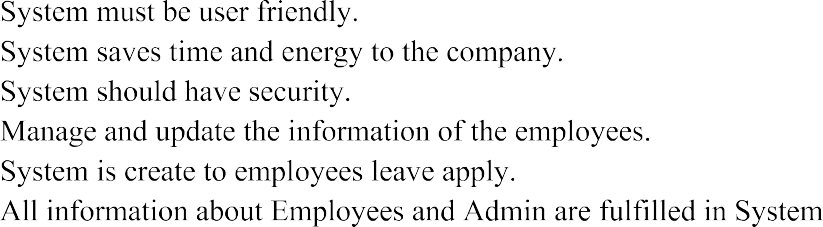 System must be user friendly.
System saves time and energy to the company.
System should have security.
Manage and update the information of the employees.
System is create to employees leave apply.
All information about Employees and Admin are fulfilled in System